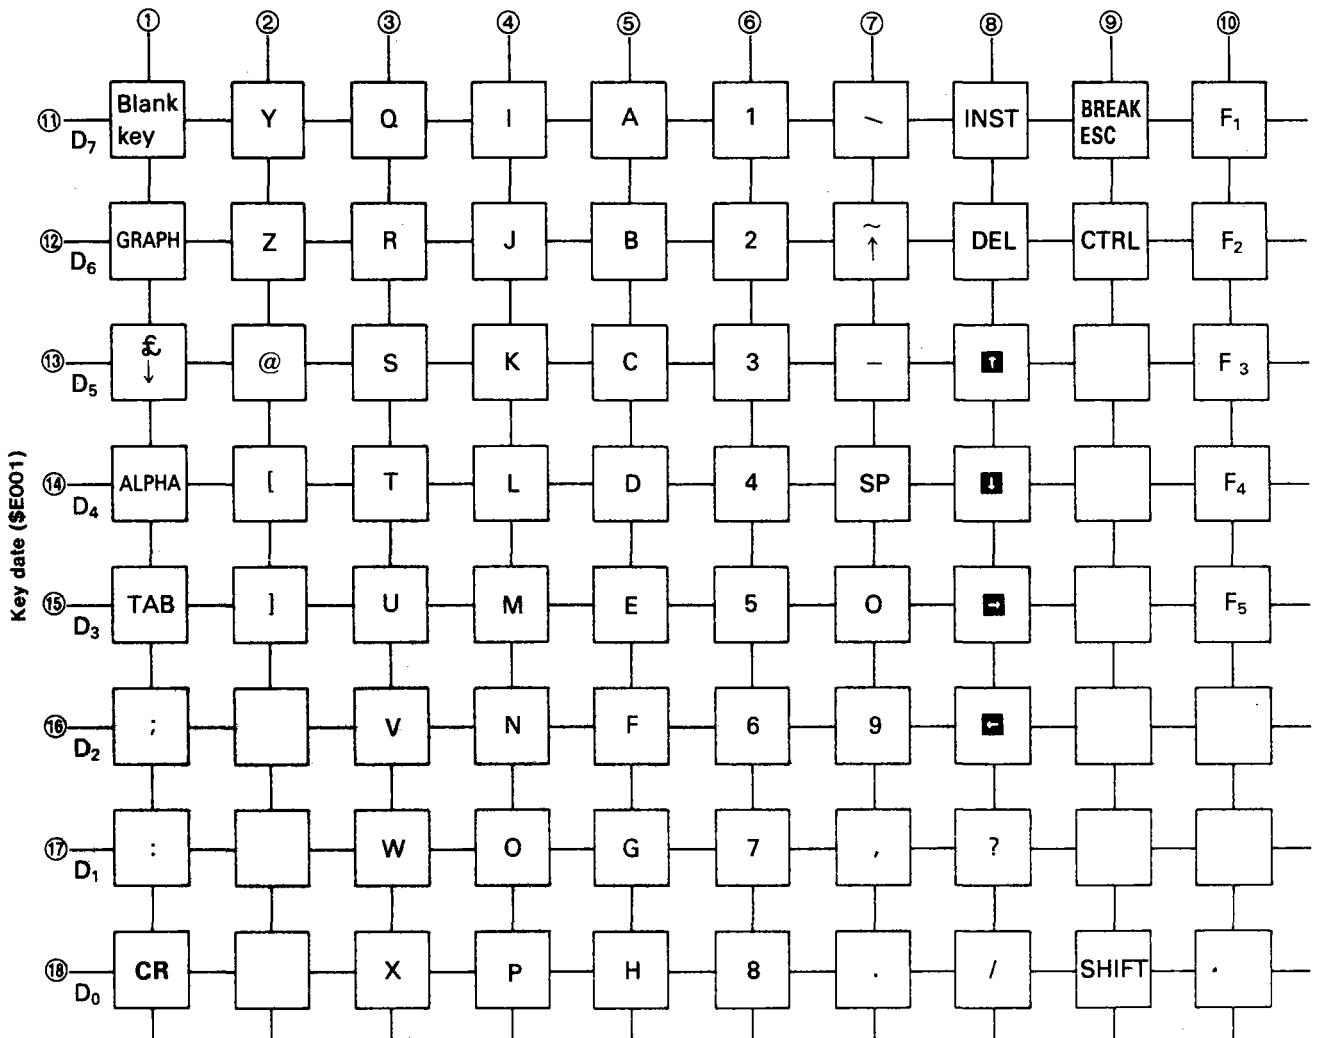 ① ② ③ ④ ⑤ ⑥ ⑦ ⑧ ⑨ ⑩
⑪ D₇ Blank key Y Q I A 1 \ INST BREAK ESC F₁
⑫ D₆ GRAPH Z R J B 2 ~ ↑ DEL CTRL F₂
⑬ D₅ £ ↓ @ S K C 3 – ↑ F₃
⑭ D₄ ALPHA [ T L D 4 SP ↓ F₄
⑮ D₃ TAB ] U M E 5 0 → F₅
⑯ D₂ ; V N F 6 9 ←
⑰ D₁ : W O G 7 , ?
⑱ D₀ CR X P H 8 . / SHIFT
Key date ($E001)